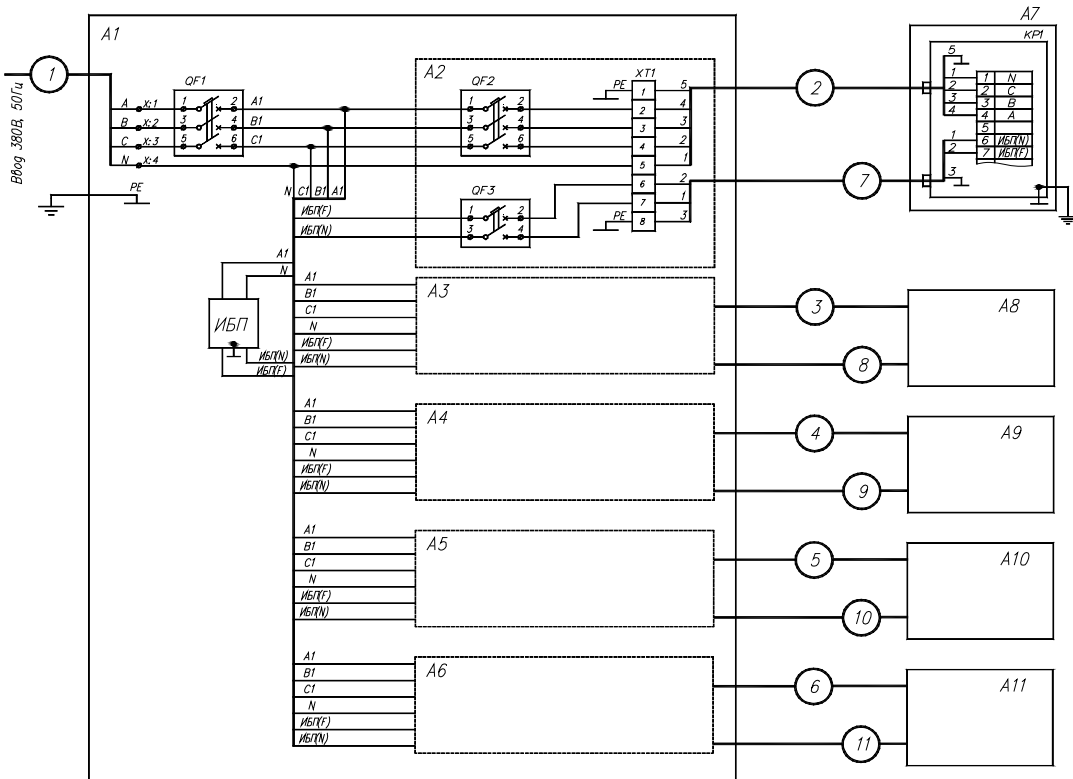 A1
A7
КР1
1
Ввод 380В, 50Гц
A2
QF1
QF2
XT1
PE
2
5
1 N
2 C
3 B
4 A
5
6 ИБП(N)
7 ИБП(F)
1
2
3
4
1
2
3
A X:1 1 2 A1 1 2
B X:2 3 4 B1 3 4
C X:3 5 6 C1 5 6
N X:4
1 5
2 4
3 3
4 2
5 1
6 2
7 1
8 3
PE
7
PE
N C1 B1 A1
ИБП(F)
ИБП(N)
QF3
1 2
3 4
A1
N
ИБП
ИБП(N)
ИБП(F)
A1
B1
C1
N
ИБП(F)
ИБП(N)
A3
3
8
A8
A1
B1
C1
N
ИБП(F)
ИБП(N)
A4
4
9
A9
A1
B1
C1
N
ИБП(F)
ИБП(N)
A5
5
10
A10
A1
B1
C1
N
ИБП(F)
ИБП(N)
A6
6
11
A11